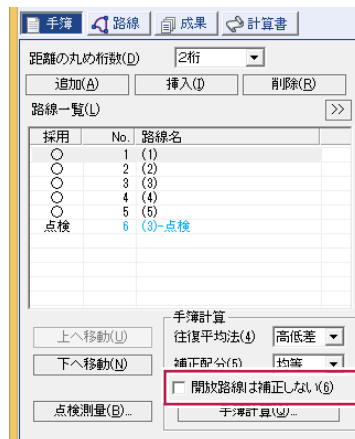 手簿 路線 成果 計算書
距離の丸め桁数(D) 2桁
追加(A) 挿入(I) 削除(R)
路線一覧(L) >>
採用 No. 路線名
○ 1 (1)
○ 2 (2)
○ 3 (3)
○ 4 (4)
○ 5 (5)
点検 6 (3)-点検
手簿計算
上へ移動(U) 往復平均法(4) 高低差
下へ移動(N) 補正配分(5) 均等
開放路線は補正しない(6)
点検測量(B)... 手簿計算(Q)...